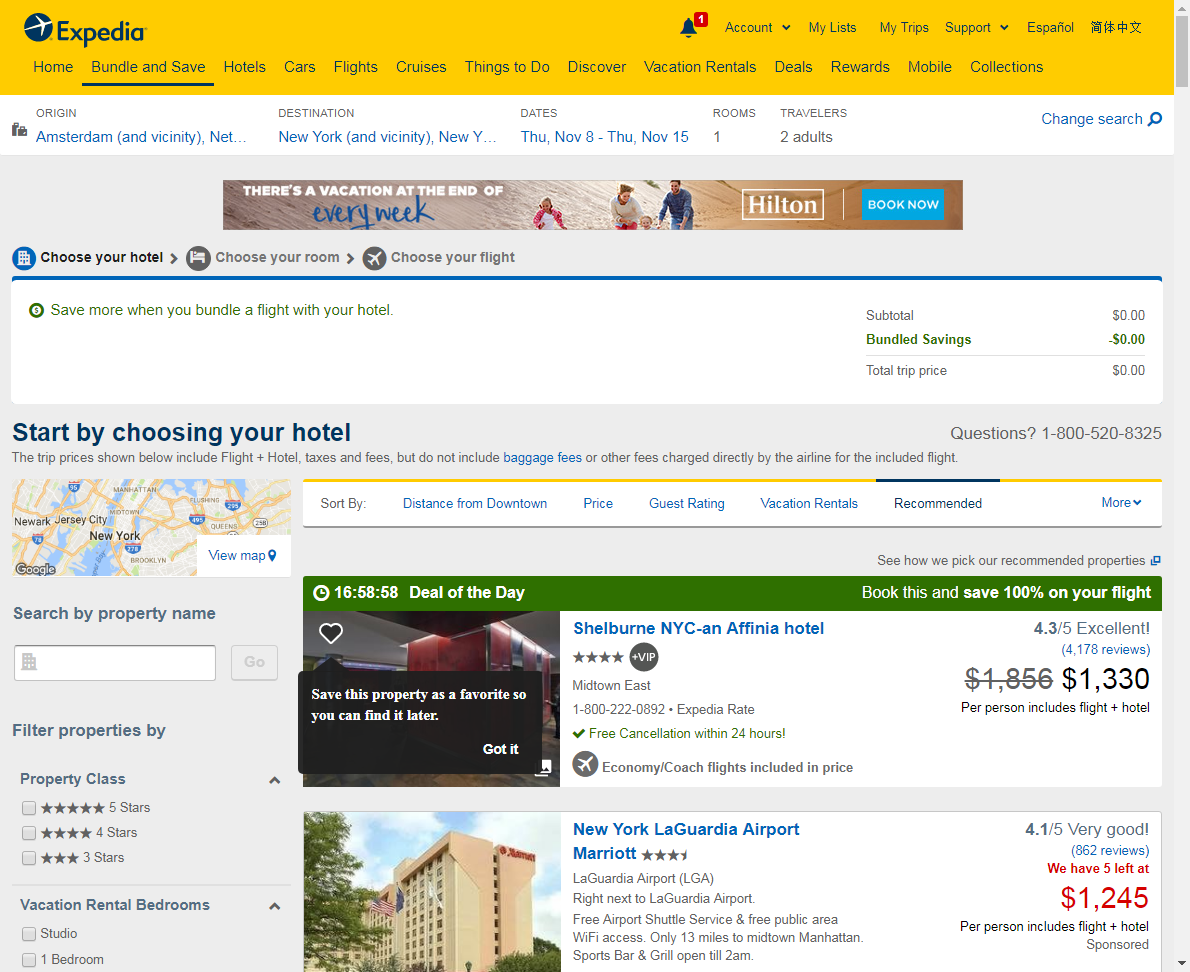 Expedia
1
Account
My Lists
My Trips
Support
Español
简体中文
Home
Bundle and Save
Hotels
Cars
Flights
Cruises
Things to Do
Discover
Vacation Rentals
Deals
Rewards
Mobile
Collections
ORIGIN
Amsterdam (and vicinity), Net...
DESTINATION
New York (and vicinity), New Y...
DATES
Thu, Nov 8 - Thu, Nov 15
ROOMS
1
TRAVELERS
2 adults
Change search
THERE'S A VACATION AT THE END OF
every week
Hilton
BOOK NOW
Choose your hotel
Choose your room
Choose your flight
Save more when you bundle a flight with your hotel.
Subtotal $0.00
Bundled Savings -$0.00
Total trip price $0.00
Start by choosing your hotel
Questions? 1-800-520-8325
The trip prices shown below include Flight + Hotel, taxes and fees, but do not include baggage fees or other fees charged directly by the airline for the included flight.
95
MANHATTAN
FLUSHING
MIDTOWN
295
Newark
Jersey City
495
QUEENS
25B
78
New York
278
BROOKLYN
Google
View map
Sort By:
Distance from Downtown
Price
Guest Rating
Vacation Rentals
Recommended
More
See how we pick our recommended properties
Search by property name
Go
Filter properties by
Property Class
5 Stars
4 Stars
3 Stars
Vacation Rental Bedrooms
Studio
1 Bedroom
16:58:58 Deal of the Day
Book this and save 100% on your flight
Save this property as a favorite so
you can find it later.
Got it
Shelburne NYC-an Affinia hotel
+VIP
Midtown East
1-800-222-0892 • Expedia Rate
Free Cancellation within 24 hours!
Economy/Coach flights included in price
4.3/5 Excellent!
(4,178 reviews)
$1,856 $1,330
Per person includes flight + hotel
Marriott
New York LaGuardia Airport
Marriott
LaGuardia Airport (LGA)
Right next to LaGuardia Airport.
Free Airport Shuttle Service & free public area
WiFi access. Only 13 miles to midtown Manhattan.
Sports Bar & Grill open till 2am.
4.1/5 Very good!
(862 reviews)
We have 5 left at
$1,245
Per person includes flight + hotel
Sponsored